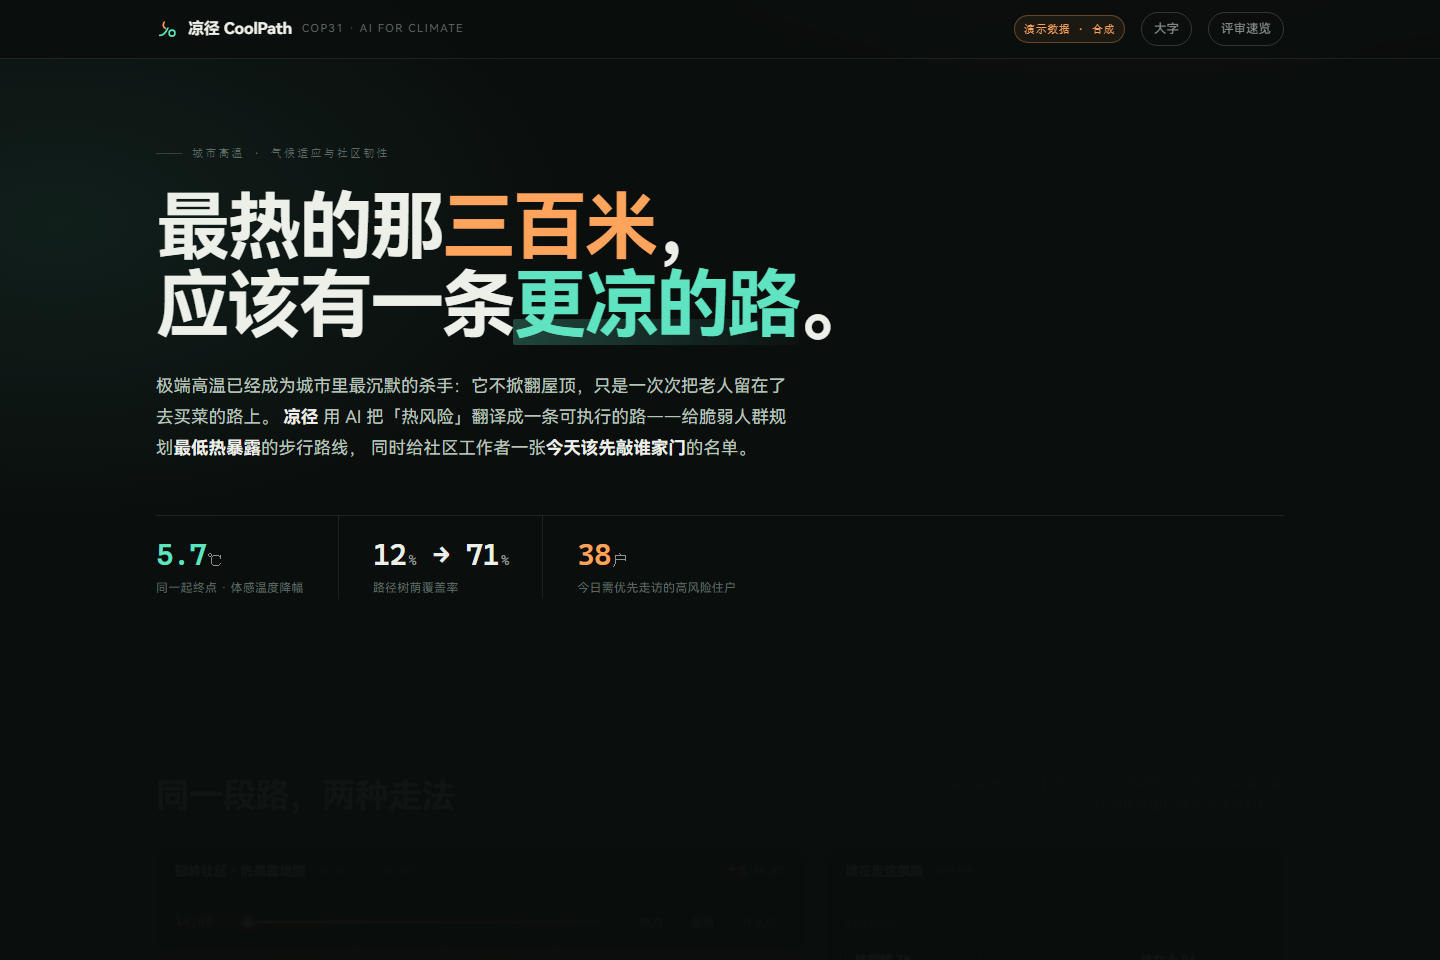 凉径 CoolPath COP31 · AI FOR CLIMATE
演示数据 · 合成
大字
评审速览
城市高温 · 气候适应与社区韧性
最热的那三百米，
应该有一条更凉的路。
极端高温已经成为城市里最沉默的杀手：它不掀翻屋顶，只是一次次把老人留在了
去买菜的路上。 凉径 用 AI 把「热风险」翻译成一条可执行的路——给脆弱人群规
划最低热暴露的步行路线， 同时给社区工作者一张今天该先敲谁家门的名单。
5.7℃
同一起终点 · 体感温度降幅
12% → 71%
路径树荫覆盖率
38户
今日需优先走访的高风险住户
同一段路，两种走法